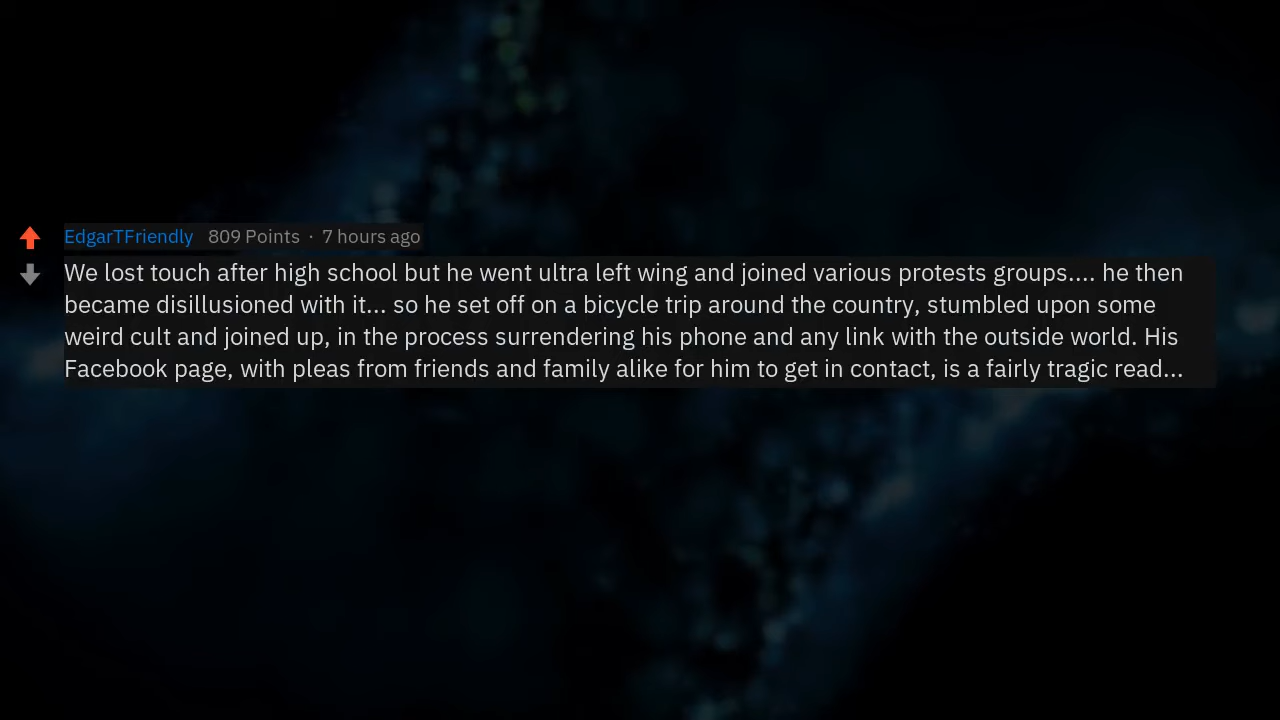 EdgarTFriendly 809 Points · 7 hours ago
We lost touch after high school but he went ultra left wing and joined various protests groups.... he then
became disillusioned with it... so he set off on a bicycle trip around the country, stumbled upon some
weird cult and joined up, in the process surrendering his phone and any link with the outside world. His
Facebook page, with pleas from friends and family alike for him to get in contact, is a fairly tragic read...